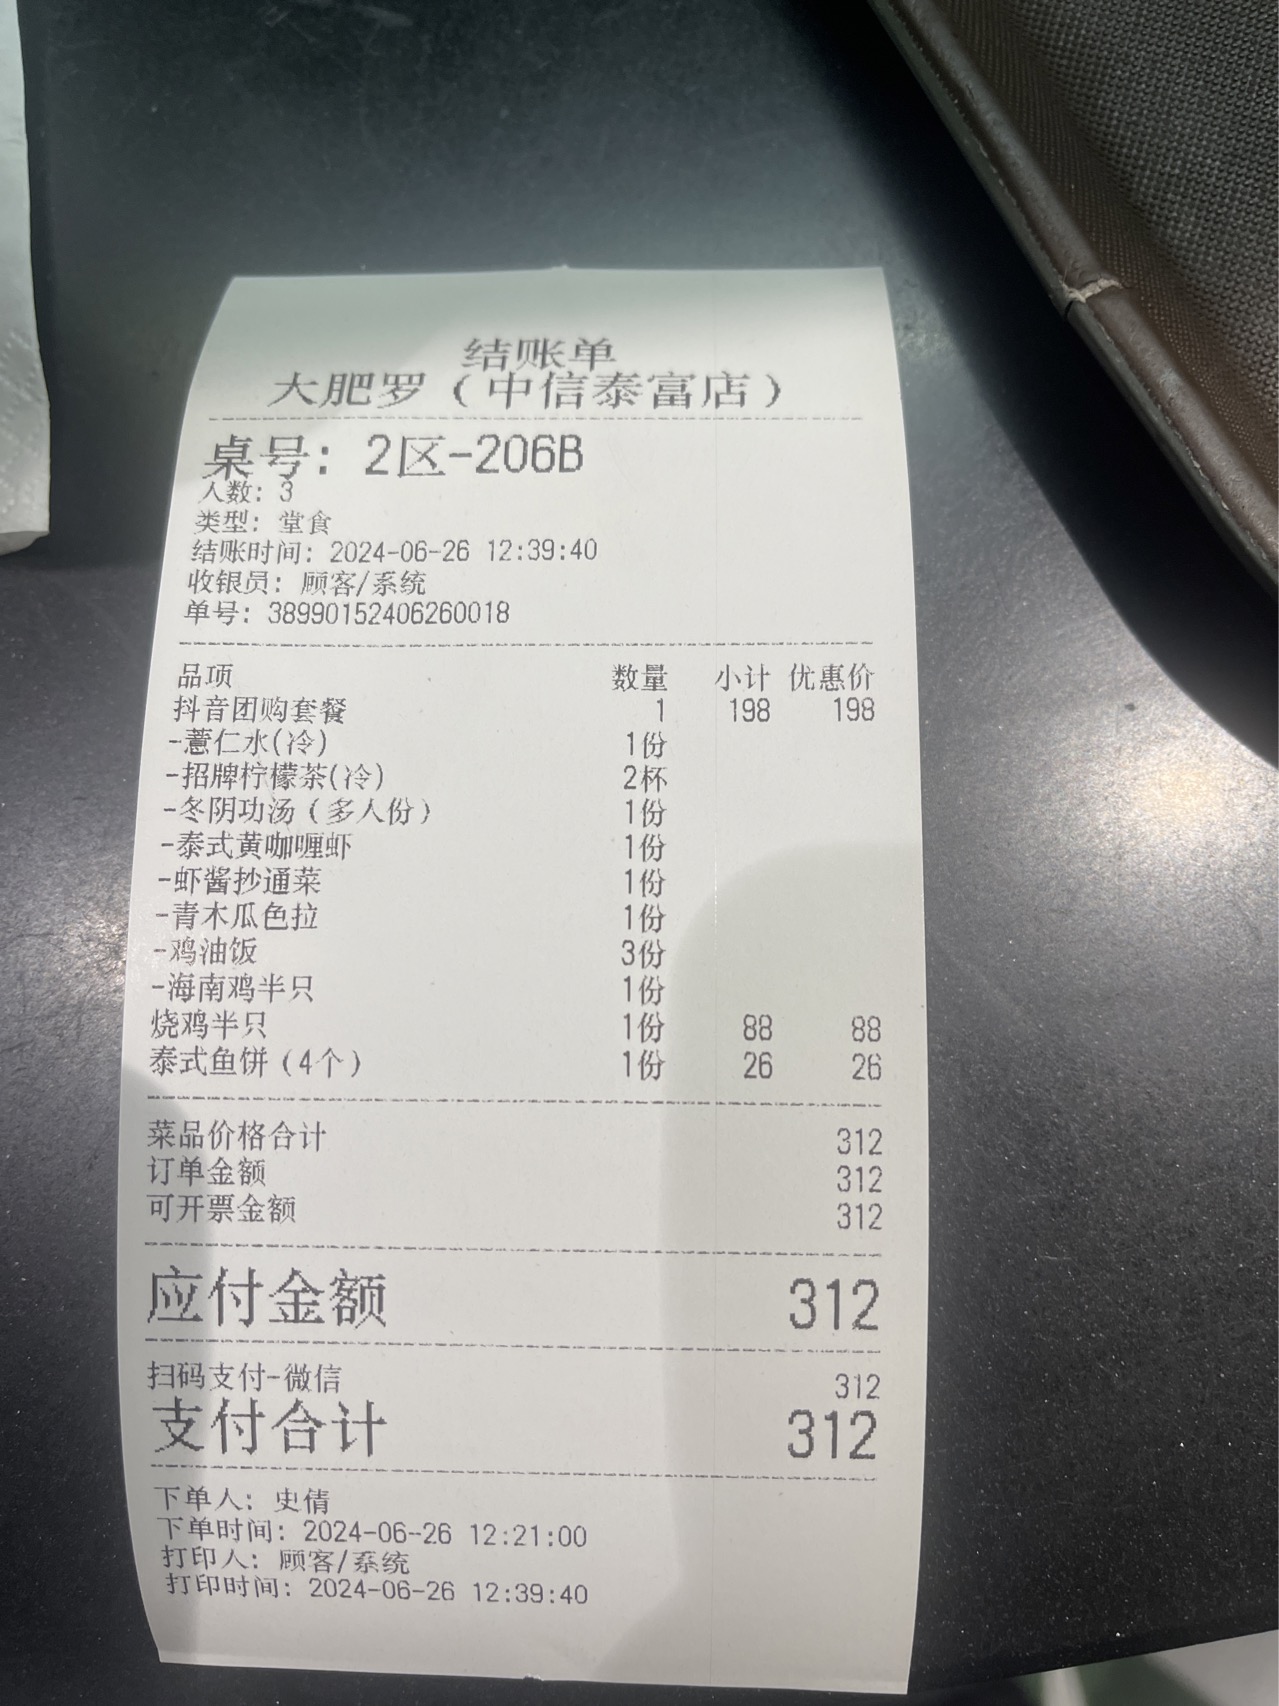 结账单
大肥罗（中信泰富店）
桌号: 2区-206B
人数: 3
类型: 堂食
结账时间: 2024-06-26 12:39:40
收银员: 顾客/系统
单号: 38990152406260018
品项 数量 小计 优惠价
抖音团购套餐 1 198 198
-薏仁水(冷) 1份
-招牌柠檬茶(冷) 2杯
-冬阴功汤（多人份） 1份
-泰式黄咖喱虾 1份
-虾酱抄通菜 1份
-青木瓜色拉 1份
-鸡油饭 3份
-海南鸡半只 1份
烧鸡半只 1份 88 88
泰式鱼饼（4个） 1份 26 26
菜品价格合计 312
订单金额 312
可开票金额 312
应付金额 312
扫码支付-微信 312
支付合计 312
下单人: 史倩
下单时间: 2024-06-26 12:21:00
打印人: 顾客/系统
打印时间: 2024-06-26 12:39:40